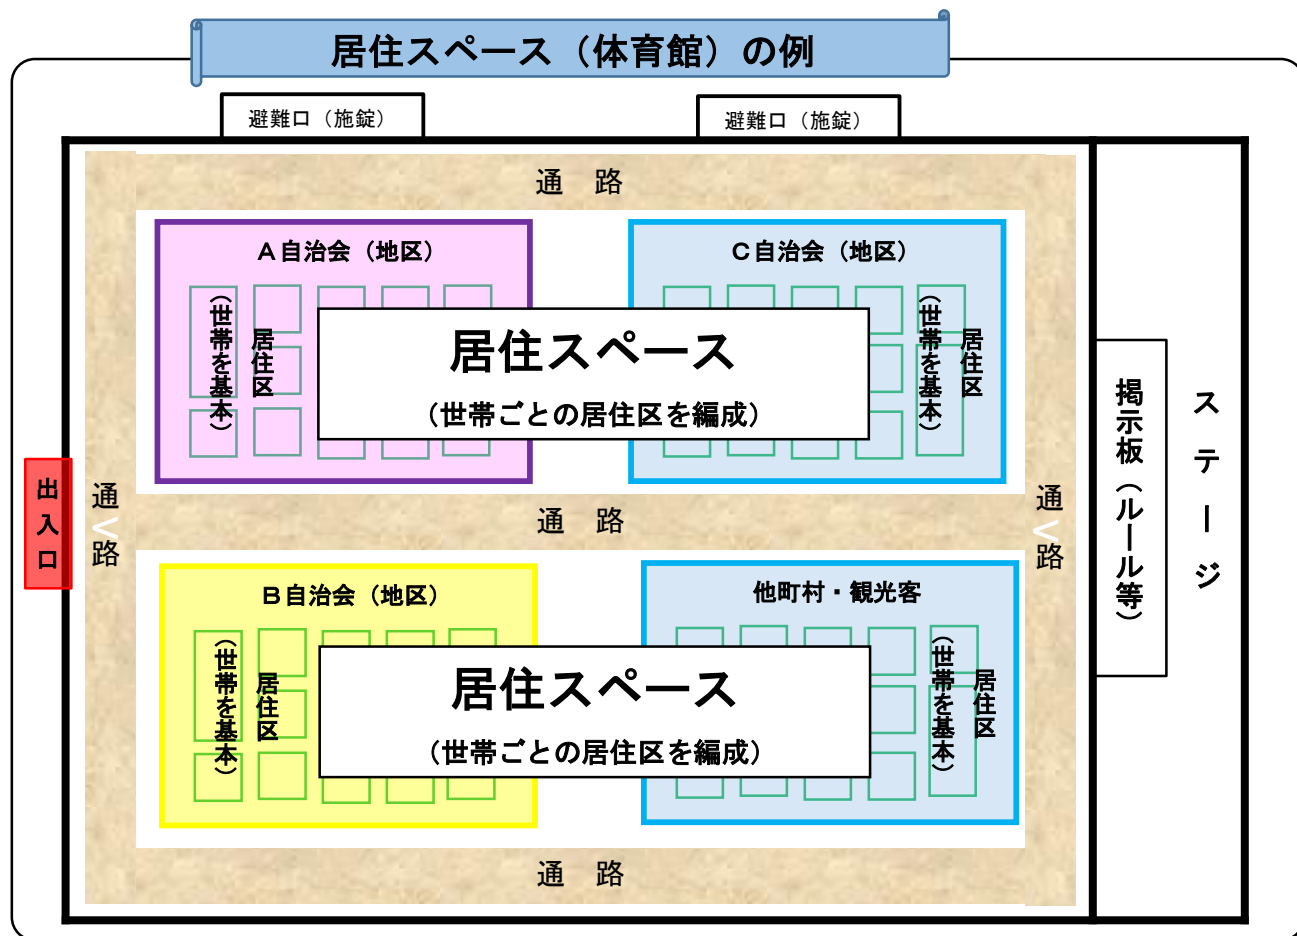 居住スペース（体育館）の例
避難口（施錠）
避難口（施錠）
通　路
A自治会（地区）
居住区
（世帯を基本）
C自治会（地区）
居住区
（世帯を基本）
居住スペース
（世帯ごとの居住区を編成）
出入口
通路
通　路
通路
掲示板（ルール等）
ステージ
B自治会（地区）
居住区
（世帯を基本）
他町村・観光客
居住区
（世帯を基本）
居住スペース
（世帯ごとの居住区を編成）
通　路